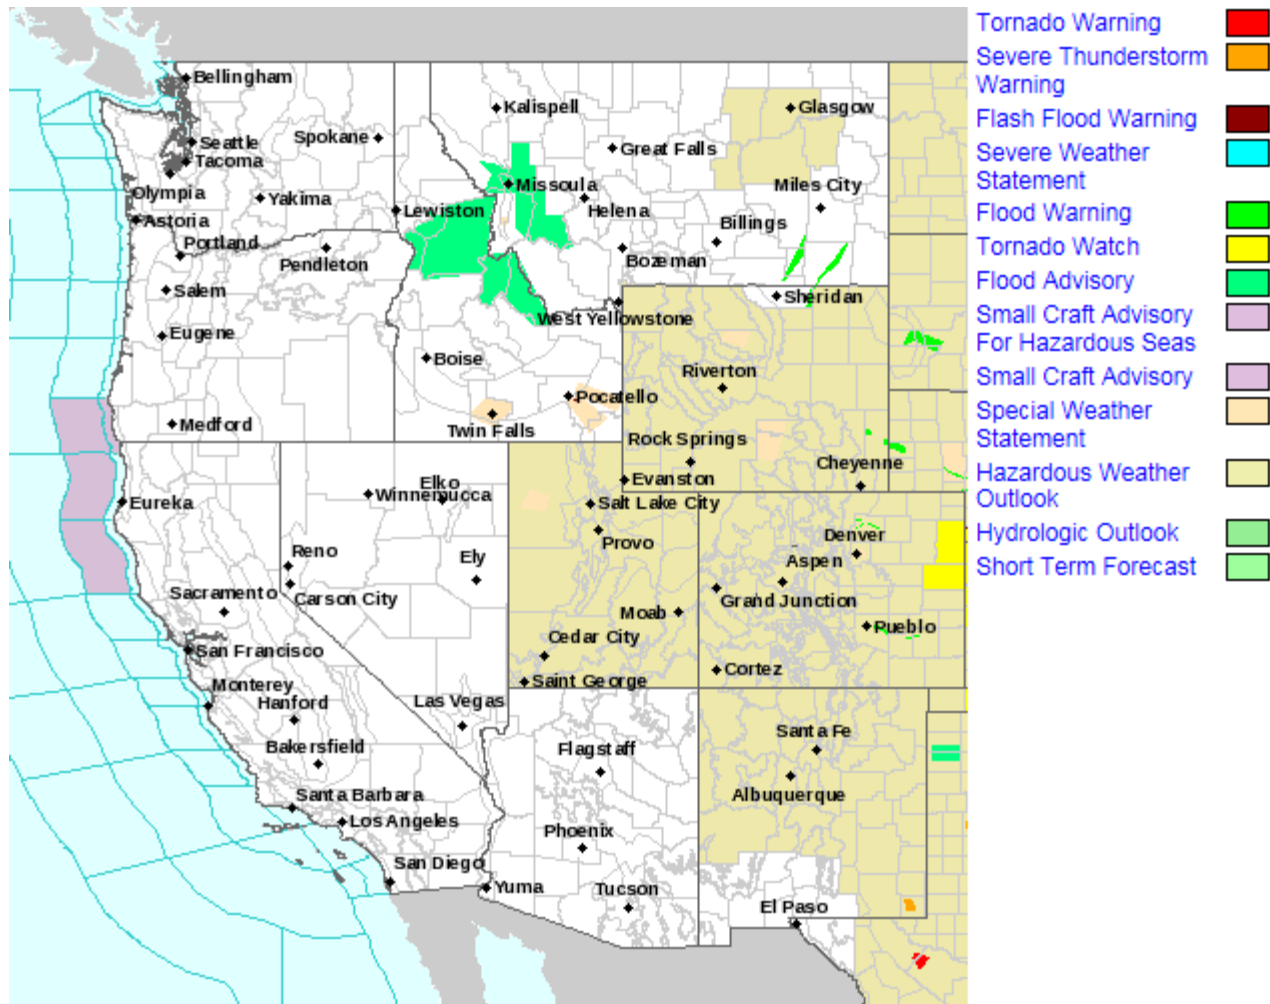 Bellingham
Kalispell
Glasgow
Spokane
Seattle
Great Falls
Tacoma
Missoula
Miles City
Olympia
Yakima
Lewiston
Helena
Astoria
Billings
Portland
Pendleton
Bozeman
Salem
Sheridan
West Yellowstone
Eugene
Boise
Riverton
Pocatello
Medford
Twin Falls
Rock Springs
Cheyenne
Evanston
Elko
Winnemucca
Eureka
Salt Lake City
Provo
Denver
Reno
Ely
Aspen
Sacramento
Carson City
Grand Junction
Moab
Pueblo
Cedar City
San Francisco
Cortez
Saint George
Monterey
Hanford
Las Vegas
Santa Fe
Bakersfield
Flagstaff
Santa Barbara
Albuquerque
Los Angeles
Phoenix
San Diego
Yuma
Tucson
El Paso
Tornado Warning
Severe Thunderstorm
Warning
Flash Flood Warning
Severe Weather
Statement
Flood Warning
Tornado Watch
Flood Advisory
Small Craft Advisory
For Hazardous Seas
Small Craft Advisory
Special Weather
Statement
Hazardous Weather
Outlook
Hydrologic Outlook
Short Term Forecast